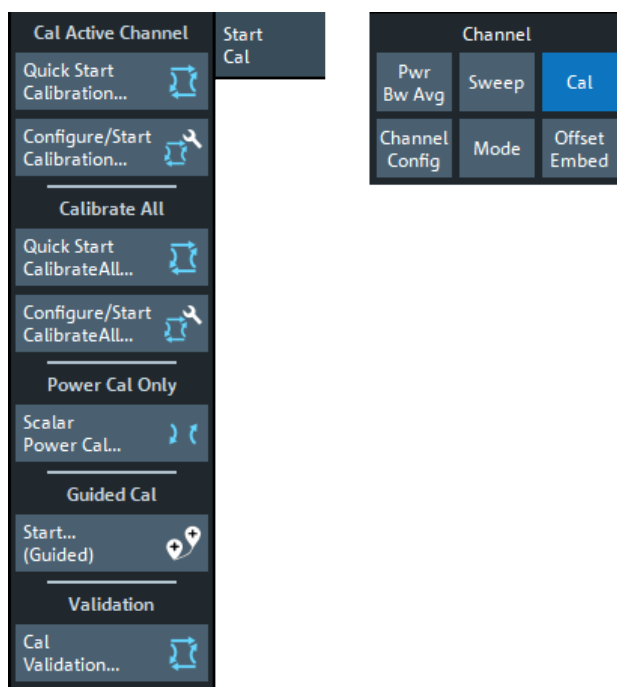 Cal Active Channel
Quick Start
Calibration...
Configure/Start
Calibration...
Calibrate All
Quick Start
CalibrateAll...
Configure/Start
CalibrateAll...
Power Cal Only
Scalar
Power Cal...
Guided Cal
Start...
(Guided)
Validation
Cal
Validation...
Start
Cal
Channel
Pwr
Bw Avg
Sweep
Cal
Channel
Config
Mode
Offset
Embed